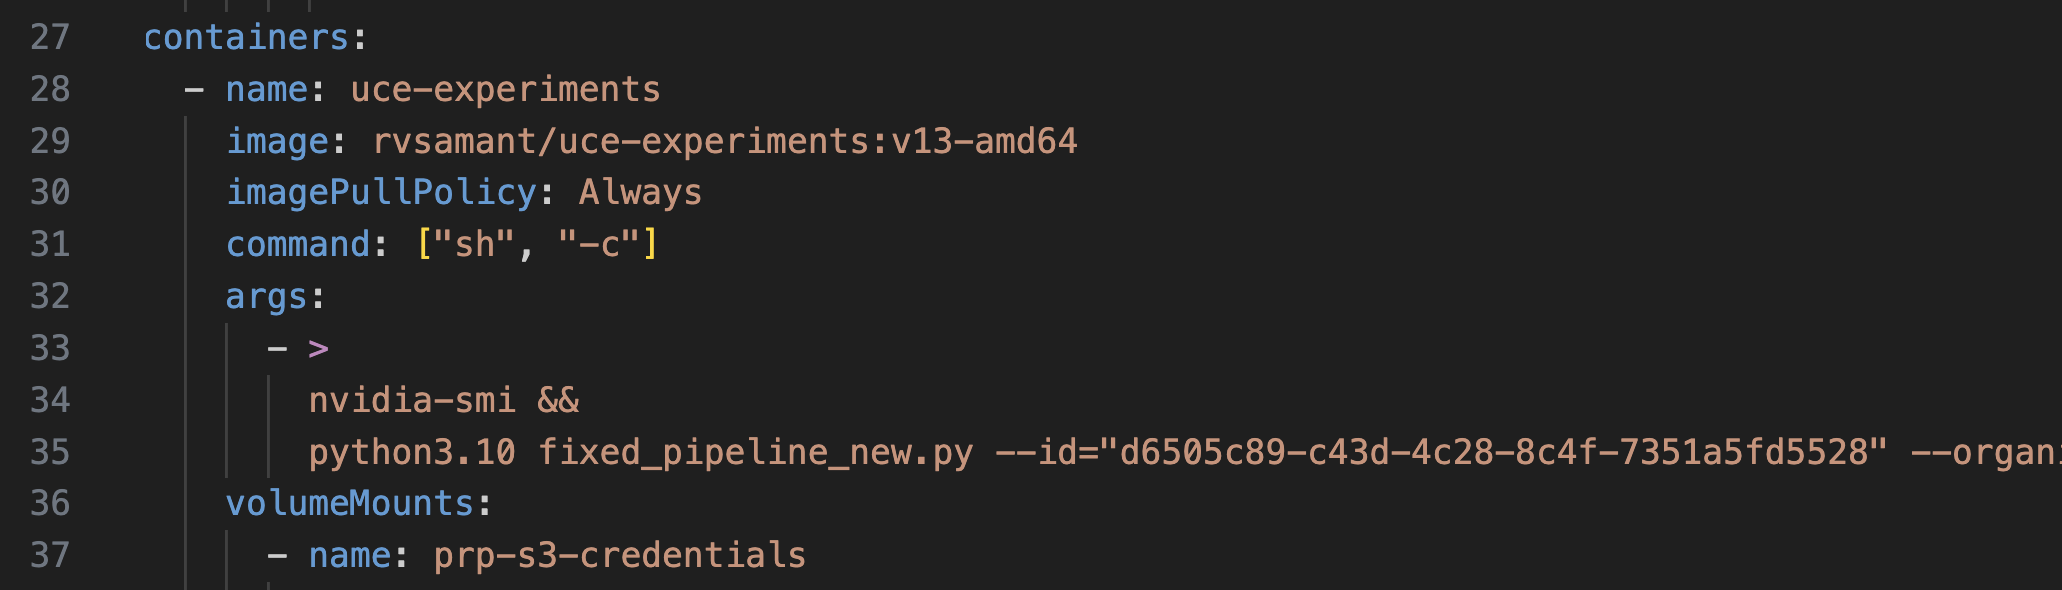 27 containers:
28 - name: uce-experiments
29 image: rvsamant/uce-experiments:v13-amd64
30 imagePullPolicy: Always
31 command: ["sh", "-c"]
32 args:
33 - >
34 nvidia-smi &&
35 python3.10 fixed_pipeline_new.py --id="d6505c89-c43d-4c28-8c4f-7351a5fd5528" --organi
36 volumeMounts:
37 - name: prp-s3-credentials